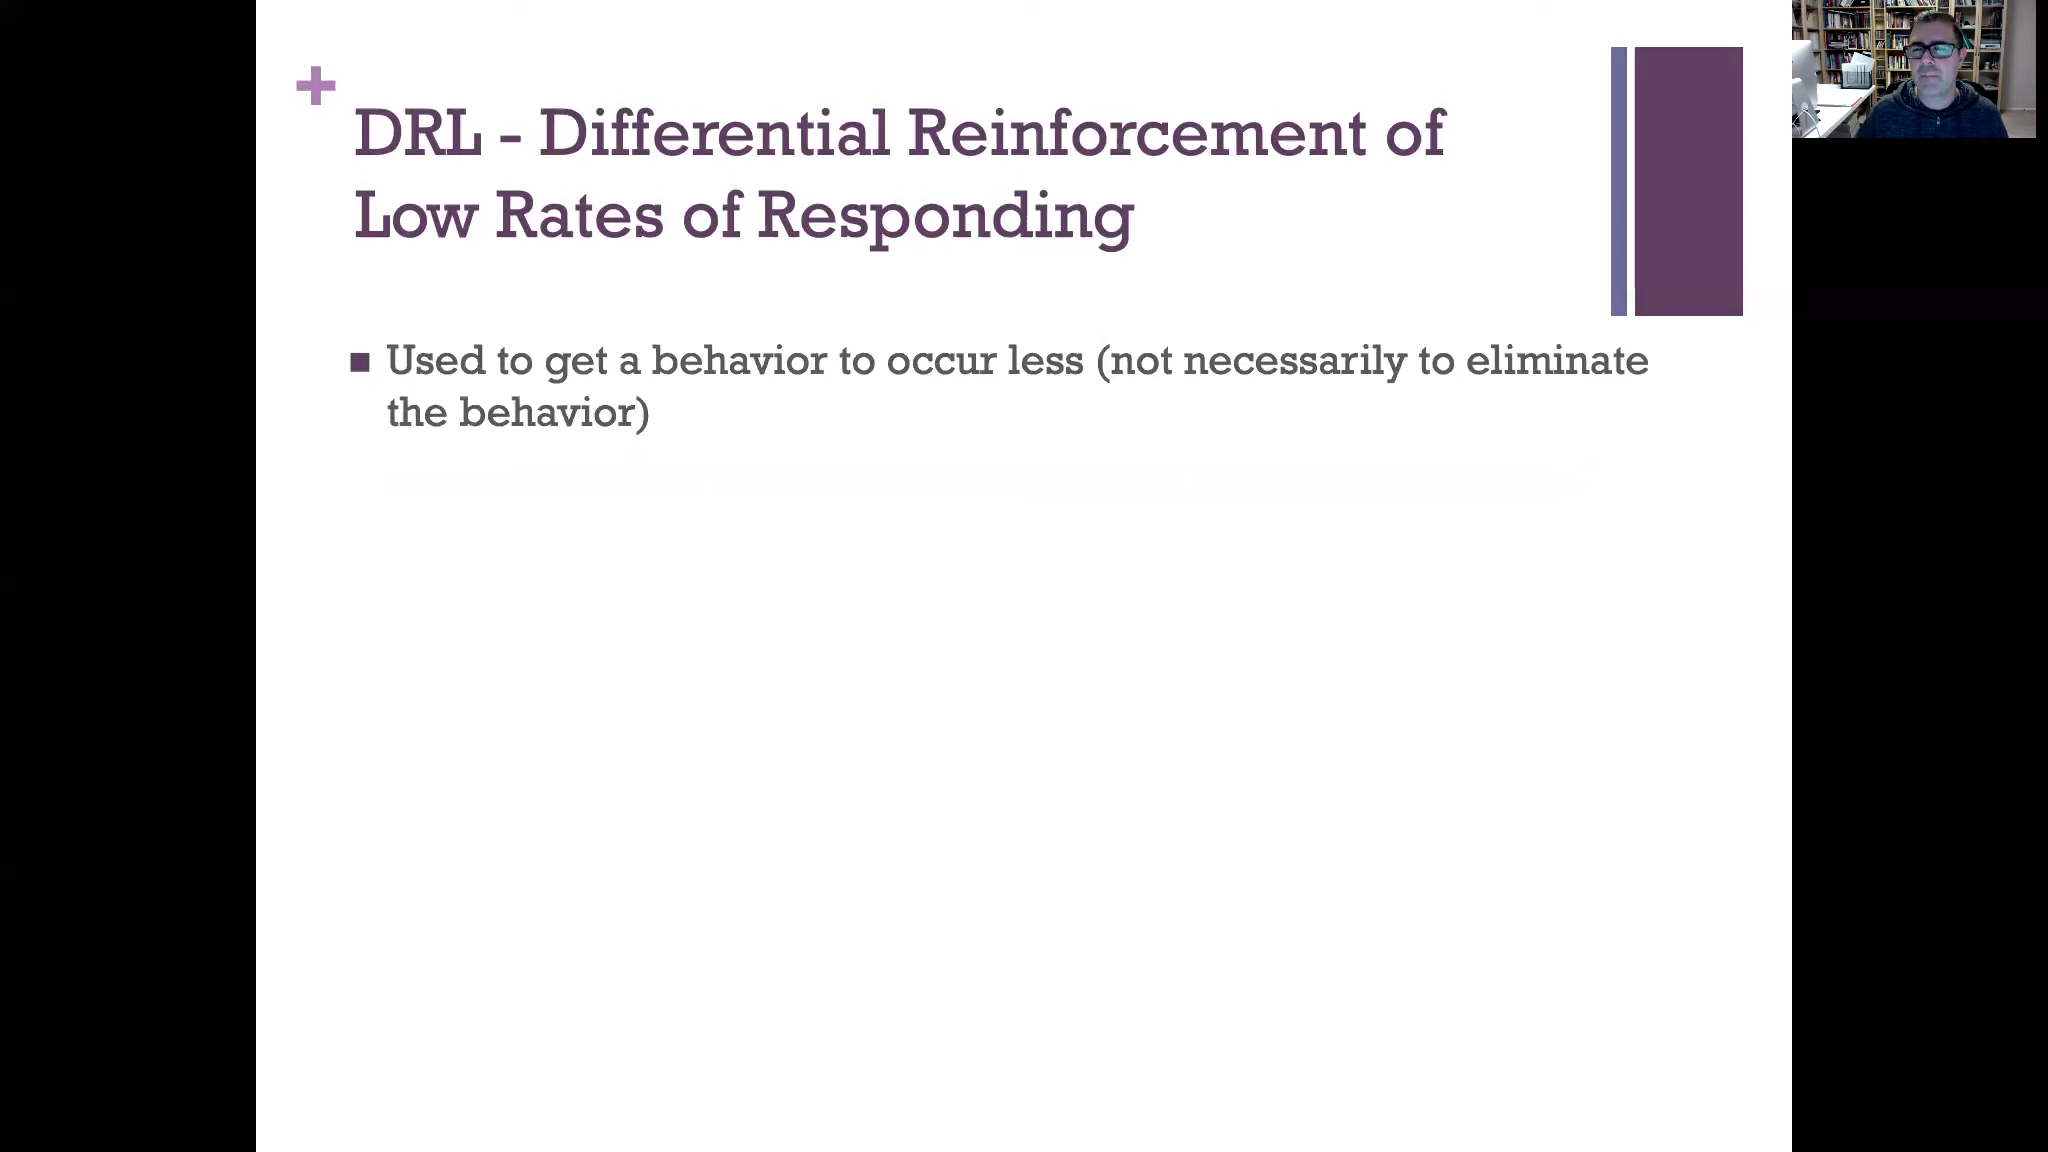 DRL - Differential Reinforcement of
Low Rates of Responding
Used to get a behavior to occur less (not necessarily to eliminate
the behavior)